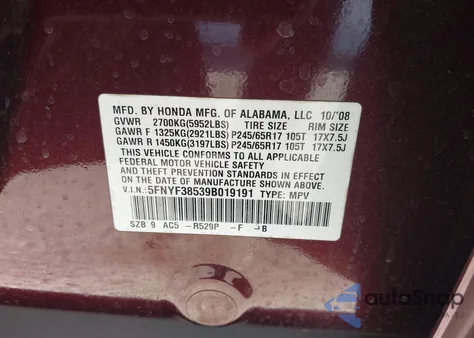 MFD. BY HONDA MFG. OF ALABAMA, LLC 10/'08
GVWR 2700KG(5952LBS) TIRE SIZE RIM SIZE
GAWR F 1325KG(2921LBS) P245/65R17 105T 17X7.5J
GAWR R 1450KG(3197LBS) P245/65R17 105T 17X7.5J
THIS VEHICLE CONFORMS TO ALL APPLICABLE
FEDERAL MOTOR VEHICLE SAFETY
AND THEFT PREVENTION STANDARDS IN EFFECT ON
THE DATE OF MANUFACTURE SHOWN ABOVE.
V.I.N.: 5FNYF38539B019191 TYPE: MPV
SZB 9 AC5 -R529P -F -B
autoSnap